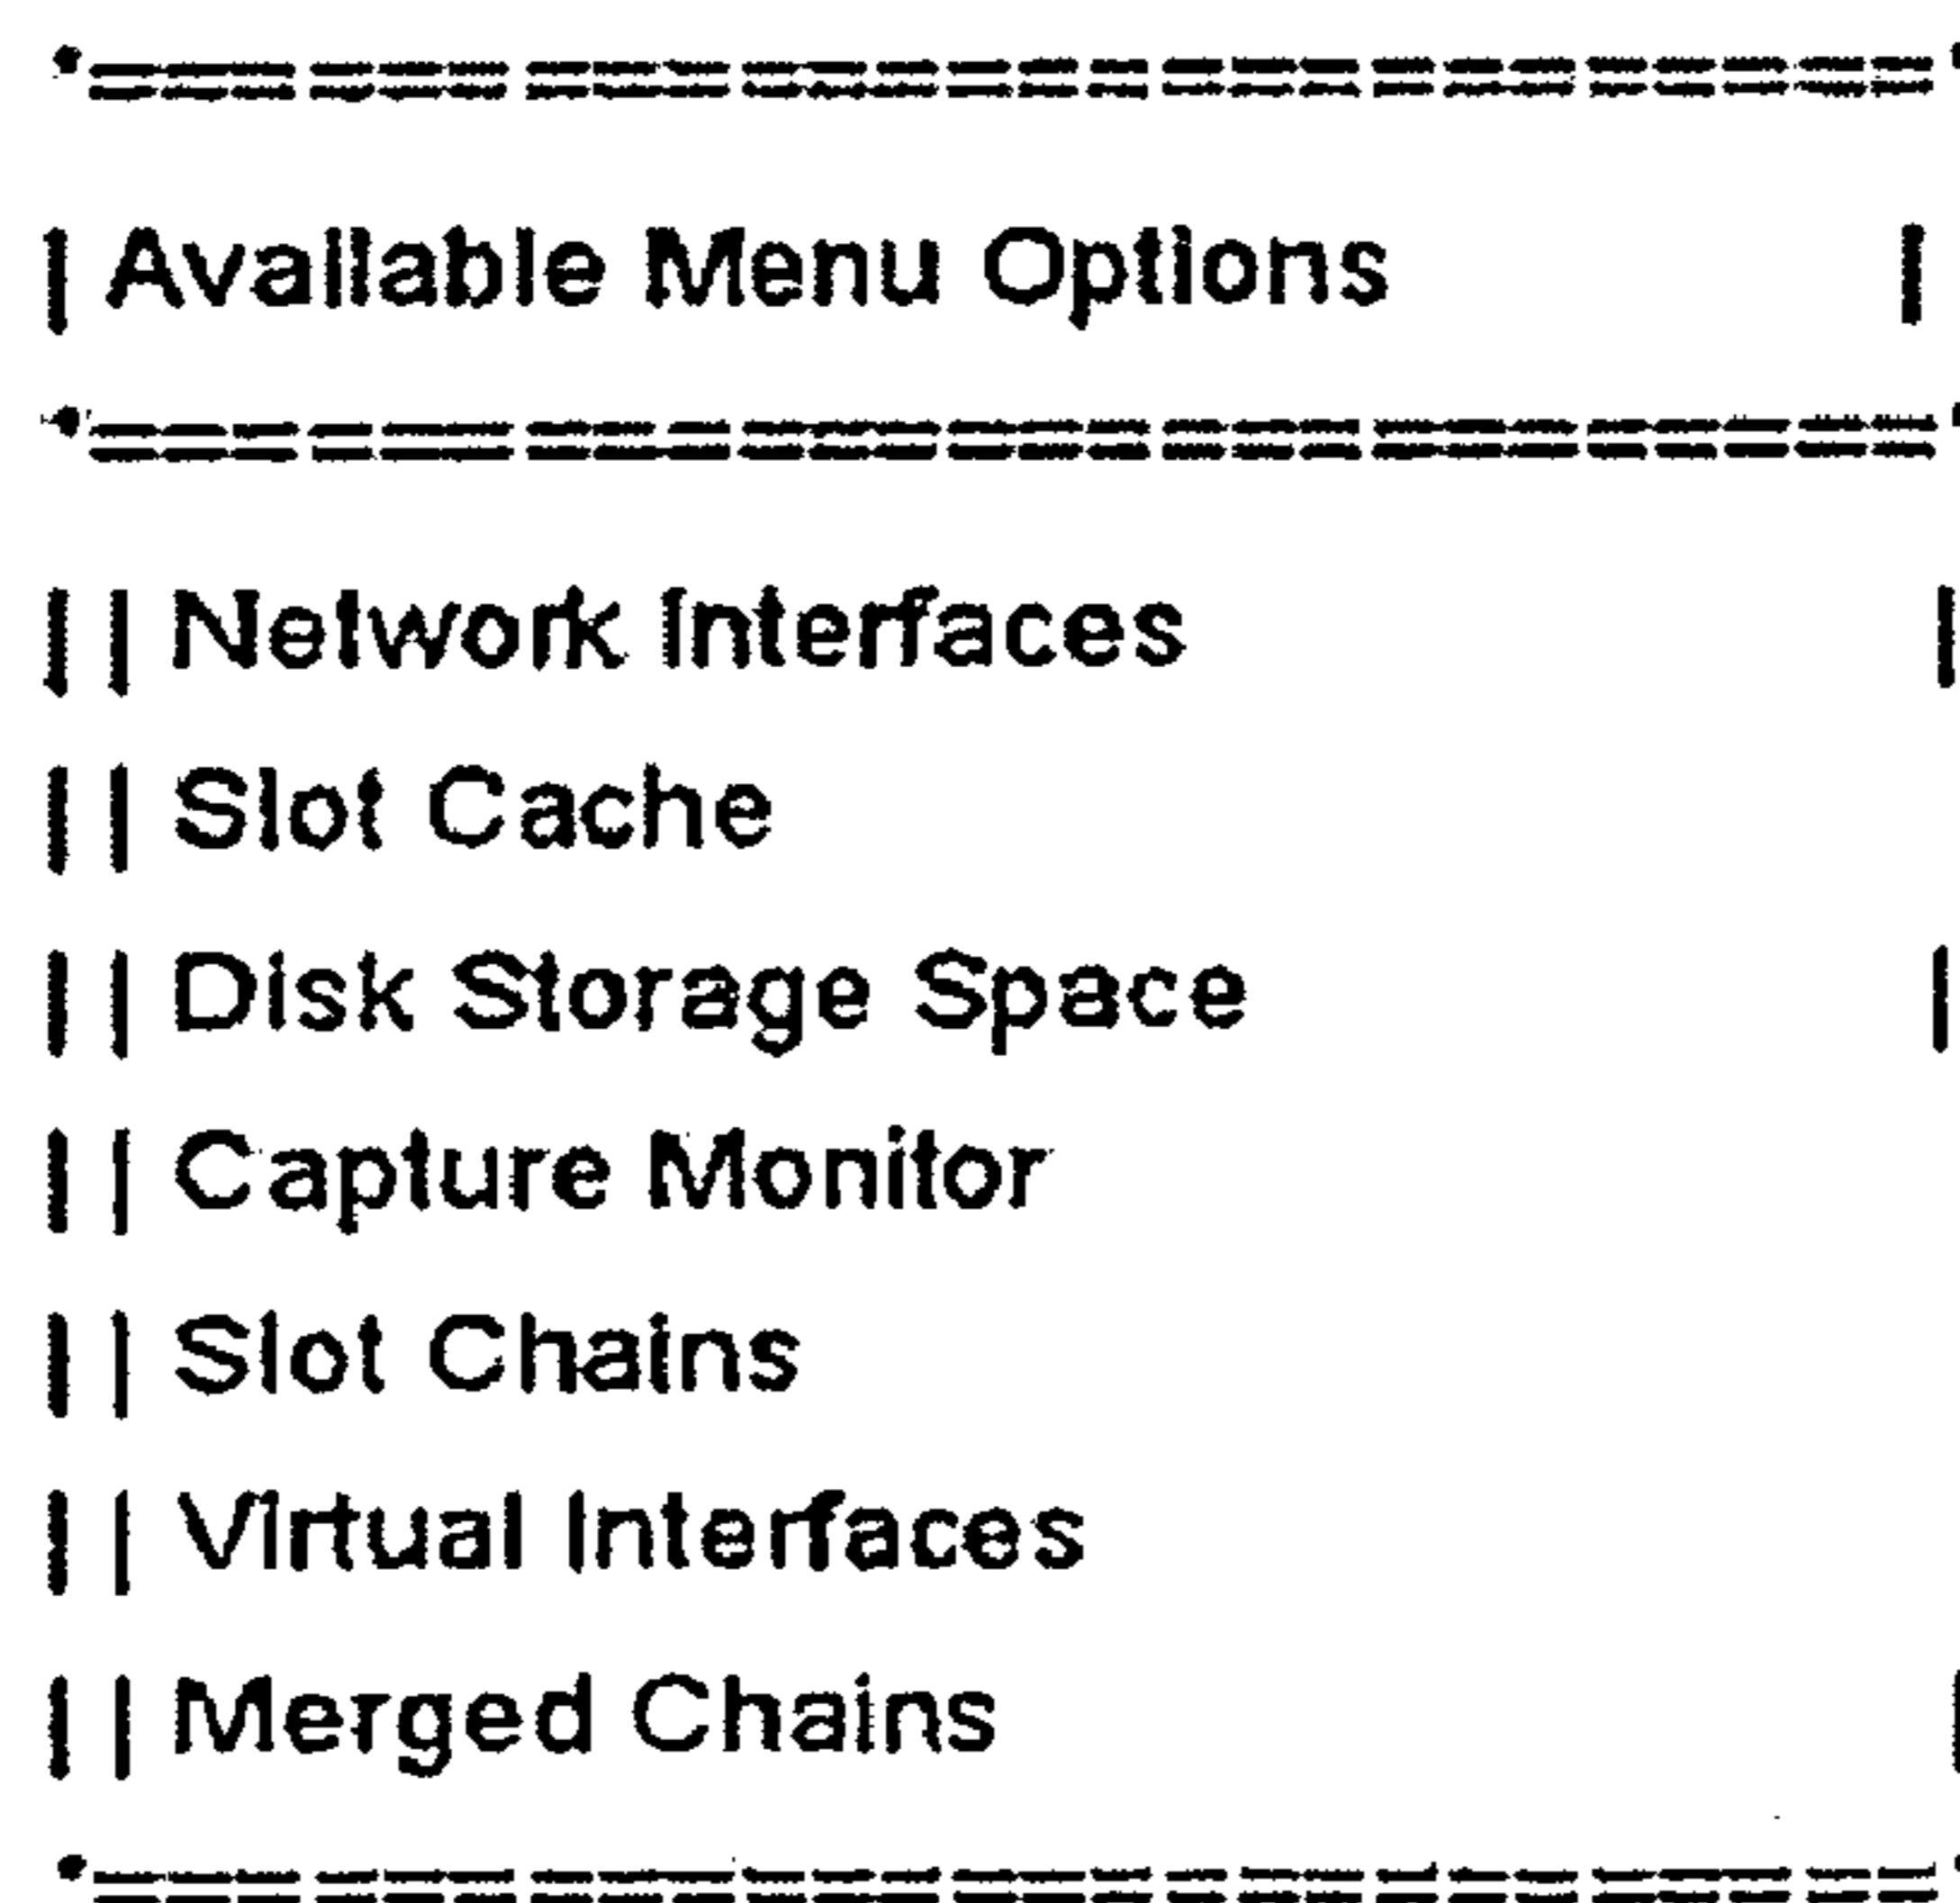 *==========================*
| Available Menu Options |
*==========================*
| | Network Interfaces |
| | Slot Cache
| | Disk Storage Space |
| | Capture Monitor
| | Slot Chains
| | Virtual Interfaces
| | Merged Chains |
*==========================*